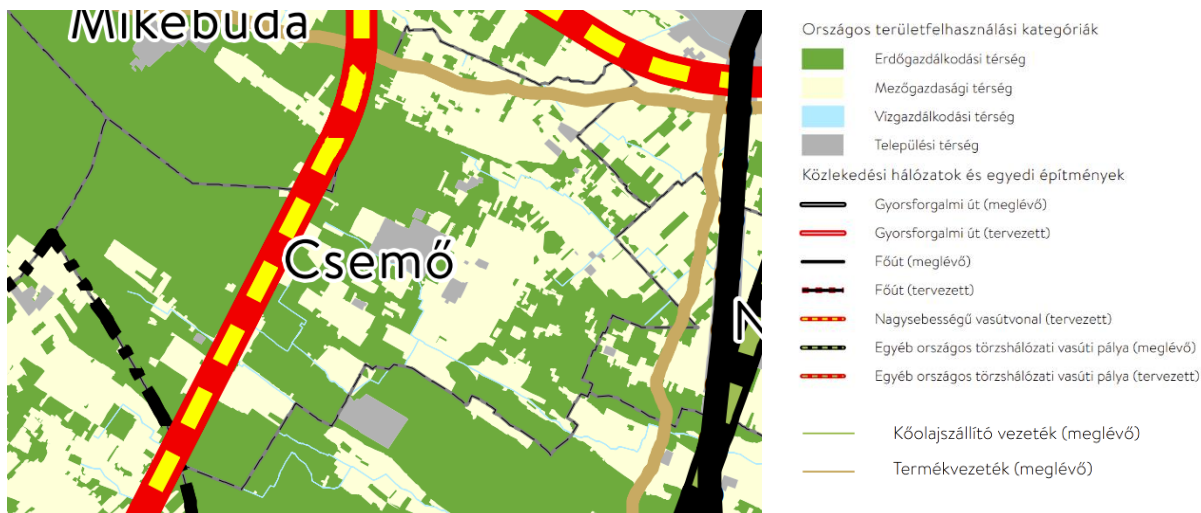 Mikebuda
Csemő
N
Országos területfelhasználási kategóriák
Erdőgazdálkodási térség
Mezőgazdasági térség
Vízgazdálkodási térség
Települési térség
Közlekedési hálózatok és egyedi építmények
Gyorsforgalmi út (meglévő)
Gyorsforgalmi út (tervezett)
Főút (meglévő)
Főút (tervezett)
Nagysebességű vasútvonal (tervezett)
Egyéb országos törzshálózati vasúti pálya (meglévő)
Egyéb országos törzshálózati vasúti pálya (tervezett)
Kőolajszállító vezeték (meglévő)
Termékvezeték (meglévő)